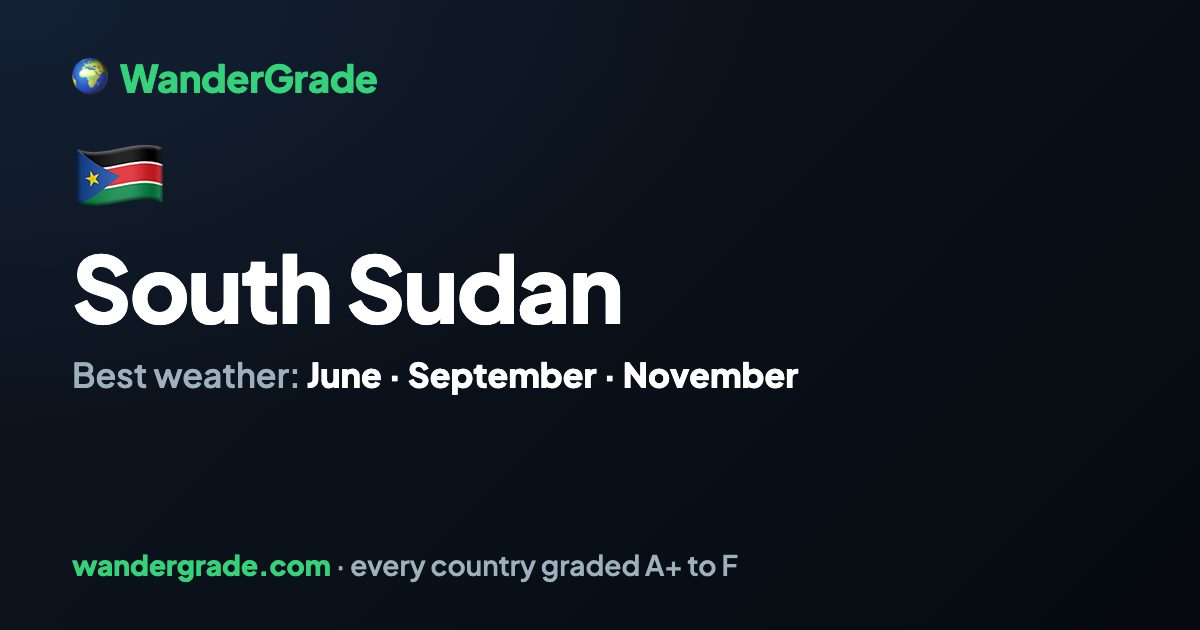 WanderGrade
South Sudan
Best weather: June · September · November
wandergrade.com · every country graded A+ to F